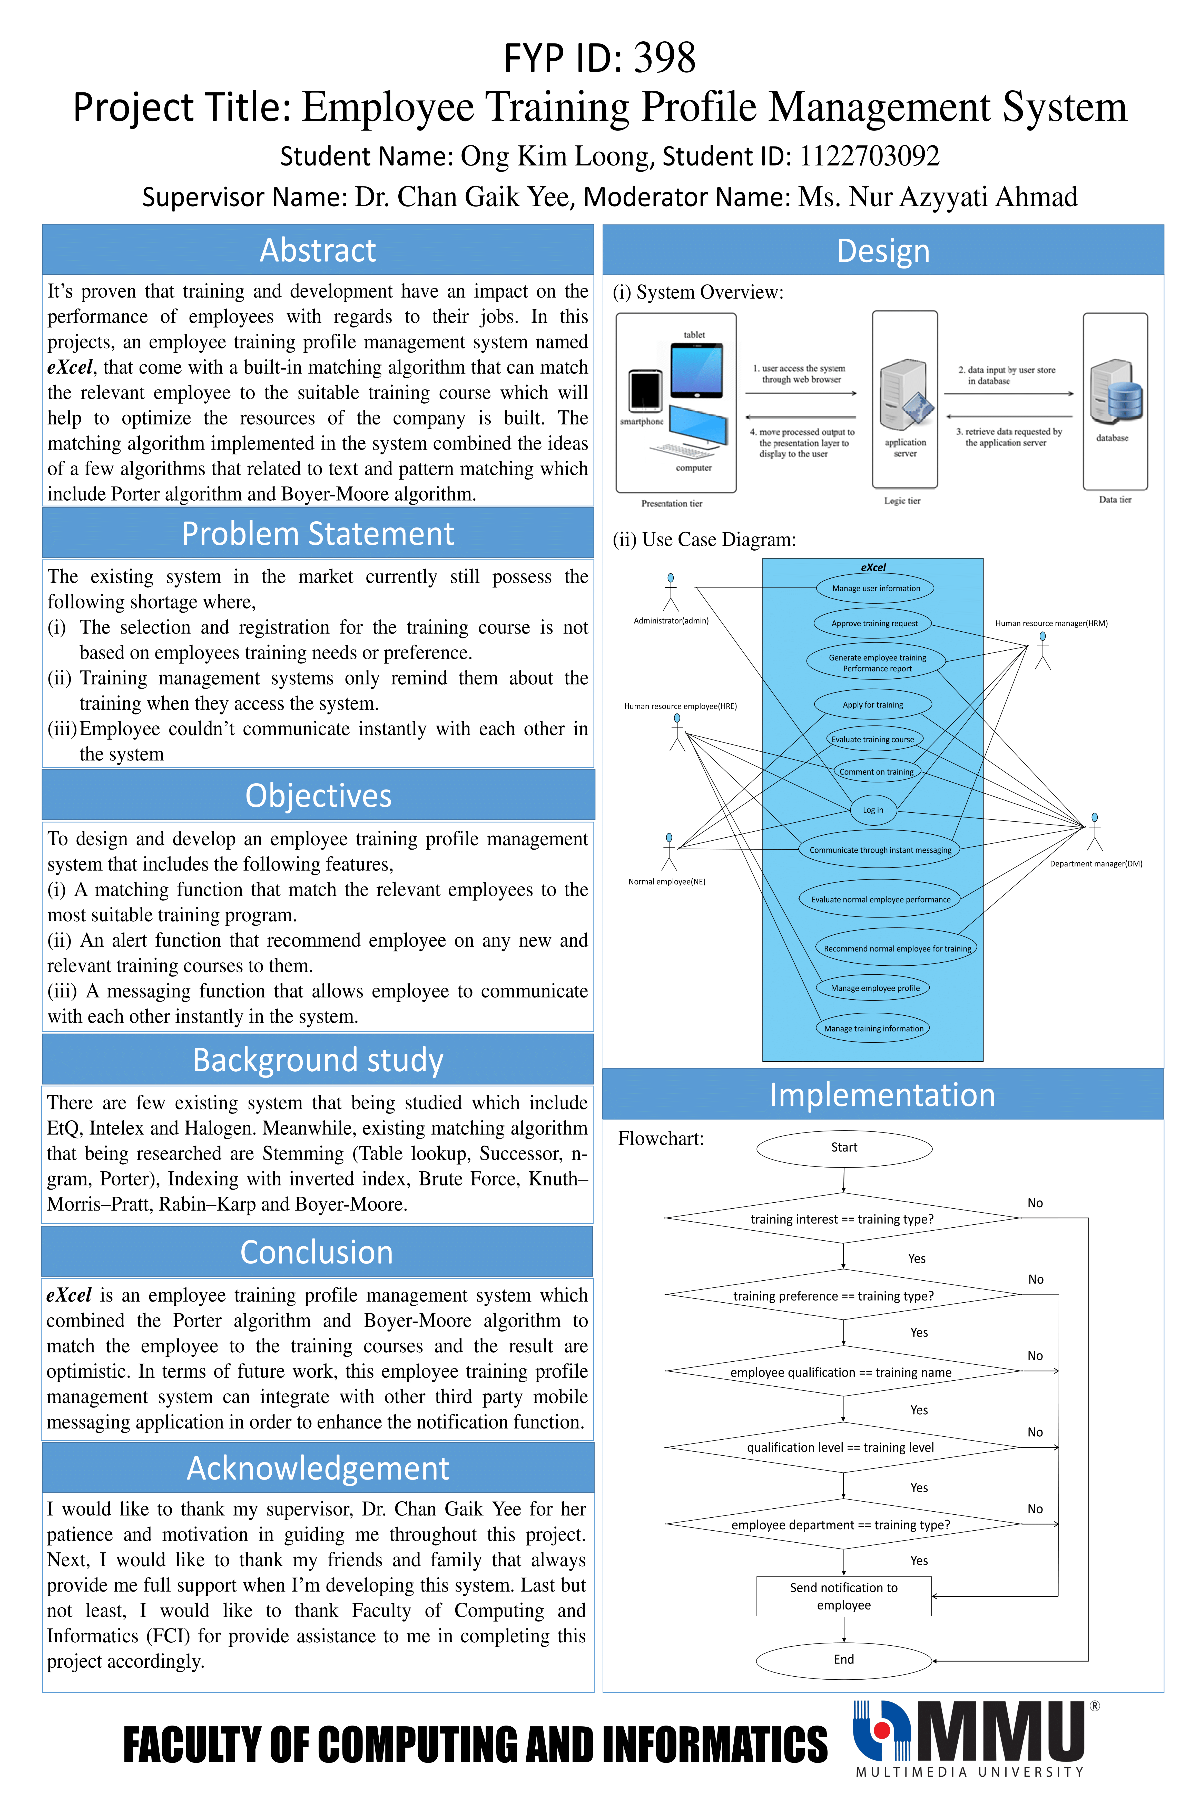 FYP ID: 398
Project Title: Employee Training Profile Management System
Student Name: Ong Kim Loong, Student ID: 1122703092
Supervisor Name: Dr. Chan Gaik Yee, Moderator Name: Ms. Nur Azyyati Ahmad
Abstract
It's proven that training and development have an impact on the
performance of employees with regards to their jobs. In this
projects, an employee training profile management system named
eXcel, that come with a built-in matching algorithm that can match
the relevant employee to the suitable training course which will
help to optimize the resources of the company is built. The
matching algorithm implemented in the system combined the ideas
of a few algorithms that related to text and pattern matching which
include Porter algorithm and Boyer-Moore algorithm.
Problem Statement
The existing system in the market currently still possess the
following shortage where,
(i) The selection and registration for the training course is not
based on employees training needs or preference.
(ii) Training management systems only remind them about the
training when they access the system.
(iii)Employee couldn't communicate instantly with each other in
the system
Objectives
To design and develop an employee training profile management
system that includes the following features,
(i) A matching function that match the relevant employees to the
most suitable training program.
(ii) An alert function that recommend employee on any new and
relevant training courses to them.
(iii) A messaging function that allows employee to communicate
with each other instantly in the system.
Background study
There are few existing system that being studied which include
EtQ, Intelex and Halogen. Meanwhile, existing matching algorithm
that being researched are Stemming (Table lookup, Successor, n-
gram, Porter), Indexing with inverted index, Brute Force, Knuth–
Morris–Pratt, Rabin–Karp and Boyer-Moore.
Conclusion
eXcel is an employee training profile management system which
combined the Porter algorithm and Boyer-Moore algorithm to
match the employee to the training courses and the result are
optimistic. In terms of future work, this employee training profile
management system can integrate with other third party mobile
messaging application in order to enhance the notification function.
Acknowledgement
I would like to thank my supervisor, Dr. Chan Gaik Yee for her
patience and motivation in guiding me throughout this project.
Next, I would like to thank my friends and family that always
provide me full support when I'm developing this system. Last but
not least, I would like to thank Faculty of Computing and
Informatics (FCI) for provide assistance to me in completing this
project accordingly.
Design
(i) System Overview:
tablet
smartphone
computer
Presentation tier
1. user access the system
through web browser
4. move processed output to
the presentation layer to
display to the user
application
server
Logic tier
2. data input by user store
in database
3. retrieve data requested by
the application server
database
Data tier
(ii) Use Case Diagram:
eXcel
Manage user information
Administrator(admin)
Approve training request
Human resource manager(HRM)
Generate employee training
Performance report
Apply for training
Human resource employee(HRE)
Evaluate training course
Comment on training
Log in
Communicate through instant messaging
Department manager(DM)
Normal employee(NE)
Evaluate normal employee performance
Recommend normal employee for training
Manage employee profile
Manage training information
Implementation
Flowchart:
Start
training interest == training type?
No
Yes
training preference == training type?
No
Yes
employee qualification == training name
No
Yes
qualification level == training level
No
Yes
employee department == training type?
No
Yes
Send notification to
employee
End
FACULTY OF COMPUTING AND INFORMATICS
MMU®
MULTIMEDIA UNIVERSITY